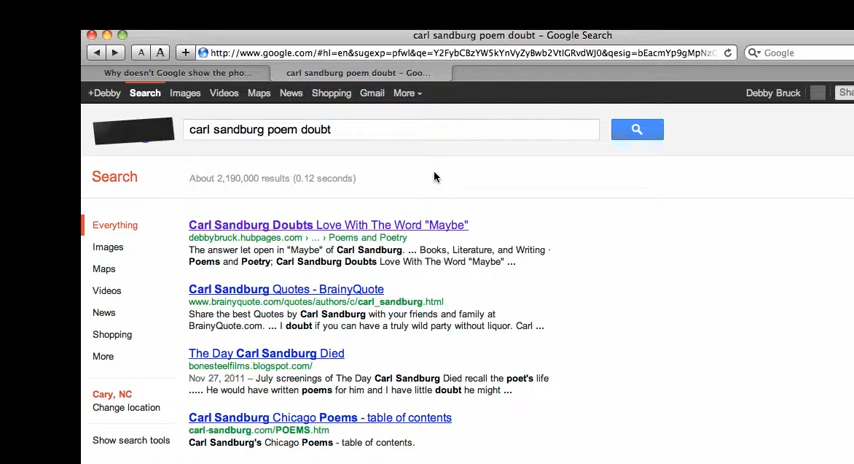 carl sandburg poem doubt - Google Search
A A + http://www.google.com/#hl=en&sugexp=pfwl&qe=Y2FybCBzYW5kYnVyZyBwb2VtIGRvdWJ0&qesig=bEacmYp9gMpNzC Google
Why doesn't Google show the pho... carl sandburg poem doubt - Goo...
+Debby Search Images Videos Maps News Shopping Gmail More Debby Bruck Sha
carl sandburg poem doubt
Search About 2,190,000 results (0.12 seconds)
Everything
Images
Maps
Videos
News
Shopping
More
Cary, NC
Change location
Show search tools
Carl Sandburg Doubts Love With The Word "Maybe"
debbybruck.hubpages.com › ... › Poems and Poetry
The answer let open in "Maybe" of Carl Sandburg. ... Books, Literature, and Writing ·
Poems and Poetry; Carl Sandburg Doubts Love With The Word "Maybe" ...
Carl Sandburg Quotes - BrainyQuote
www.brainyquote.com/quotes/authors/c/carl_sandburg.html
Share the best Quotes by Carl Sandburg with your friends and family at
BrainyQuote.com. ... I doubt if you can have a truly wild party without liquor. Carl ...
The Day Carl Sandburg Died
bonesteelfilms.blogspot.com/
Nov 27, 2011 – July screenings of The Day Carl Sandburg Died recall the poet's life
..... He would have written poems for him and I have little doubt he might ...
Carl Sandburg Chicago Poems - table of contents
carl-sandburg.com/POEMS.htm
Carl Sandburg's Chicago Poems - table of contents.